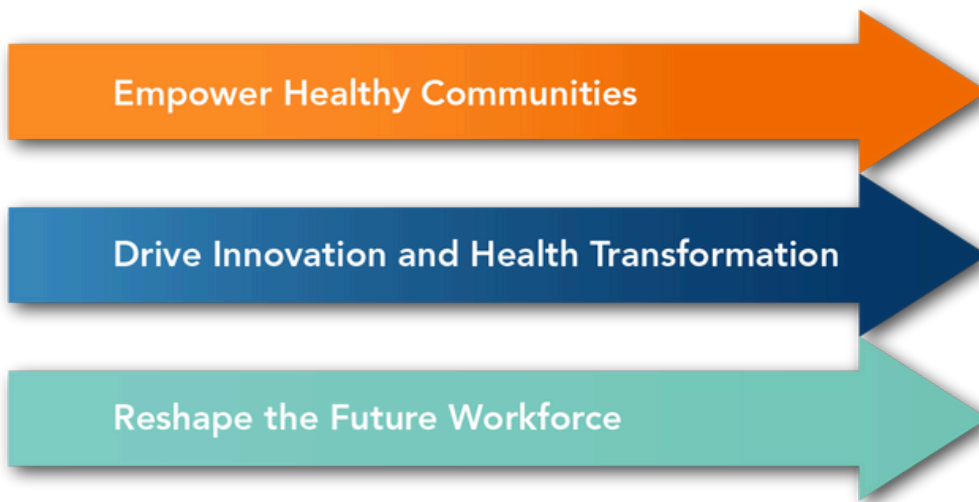 Empower Healthy Communities
Drive Innovation and Health Transformation
Reshape the Future Workforce